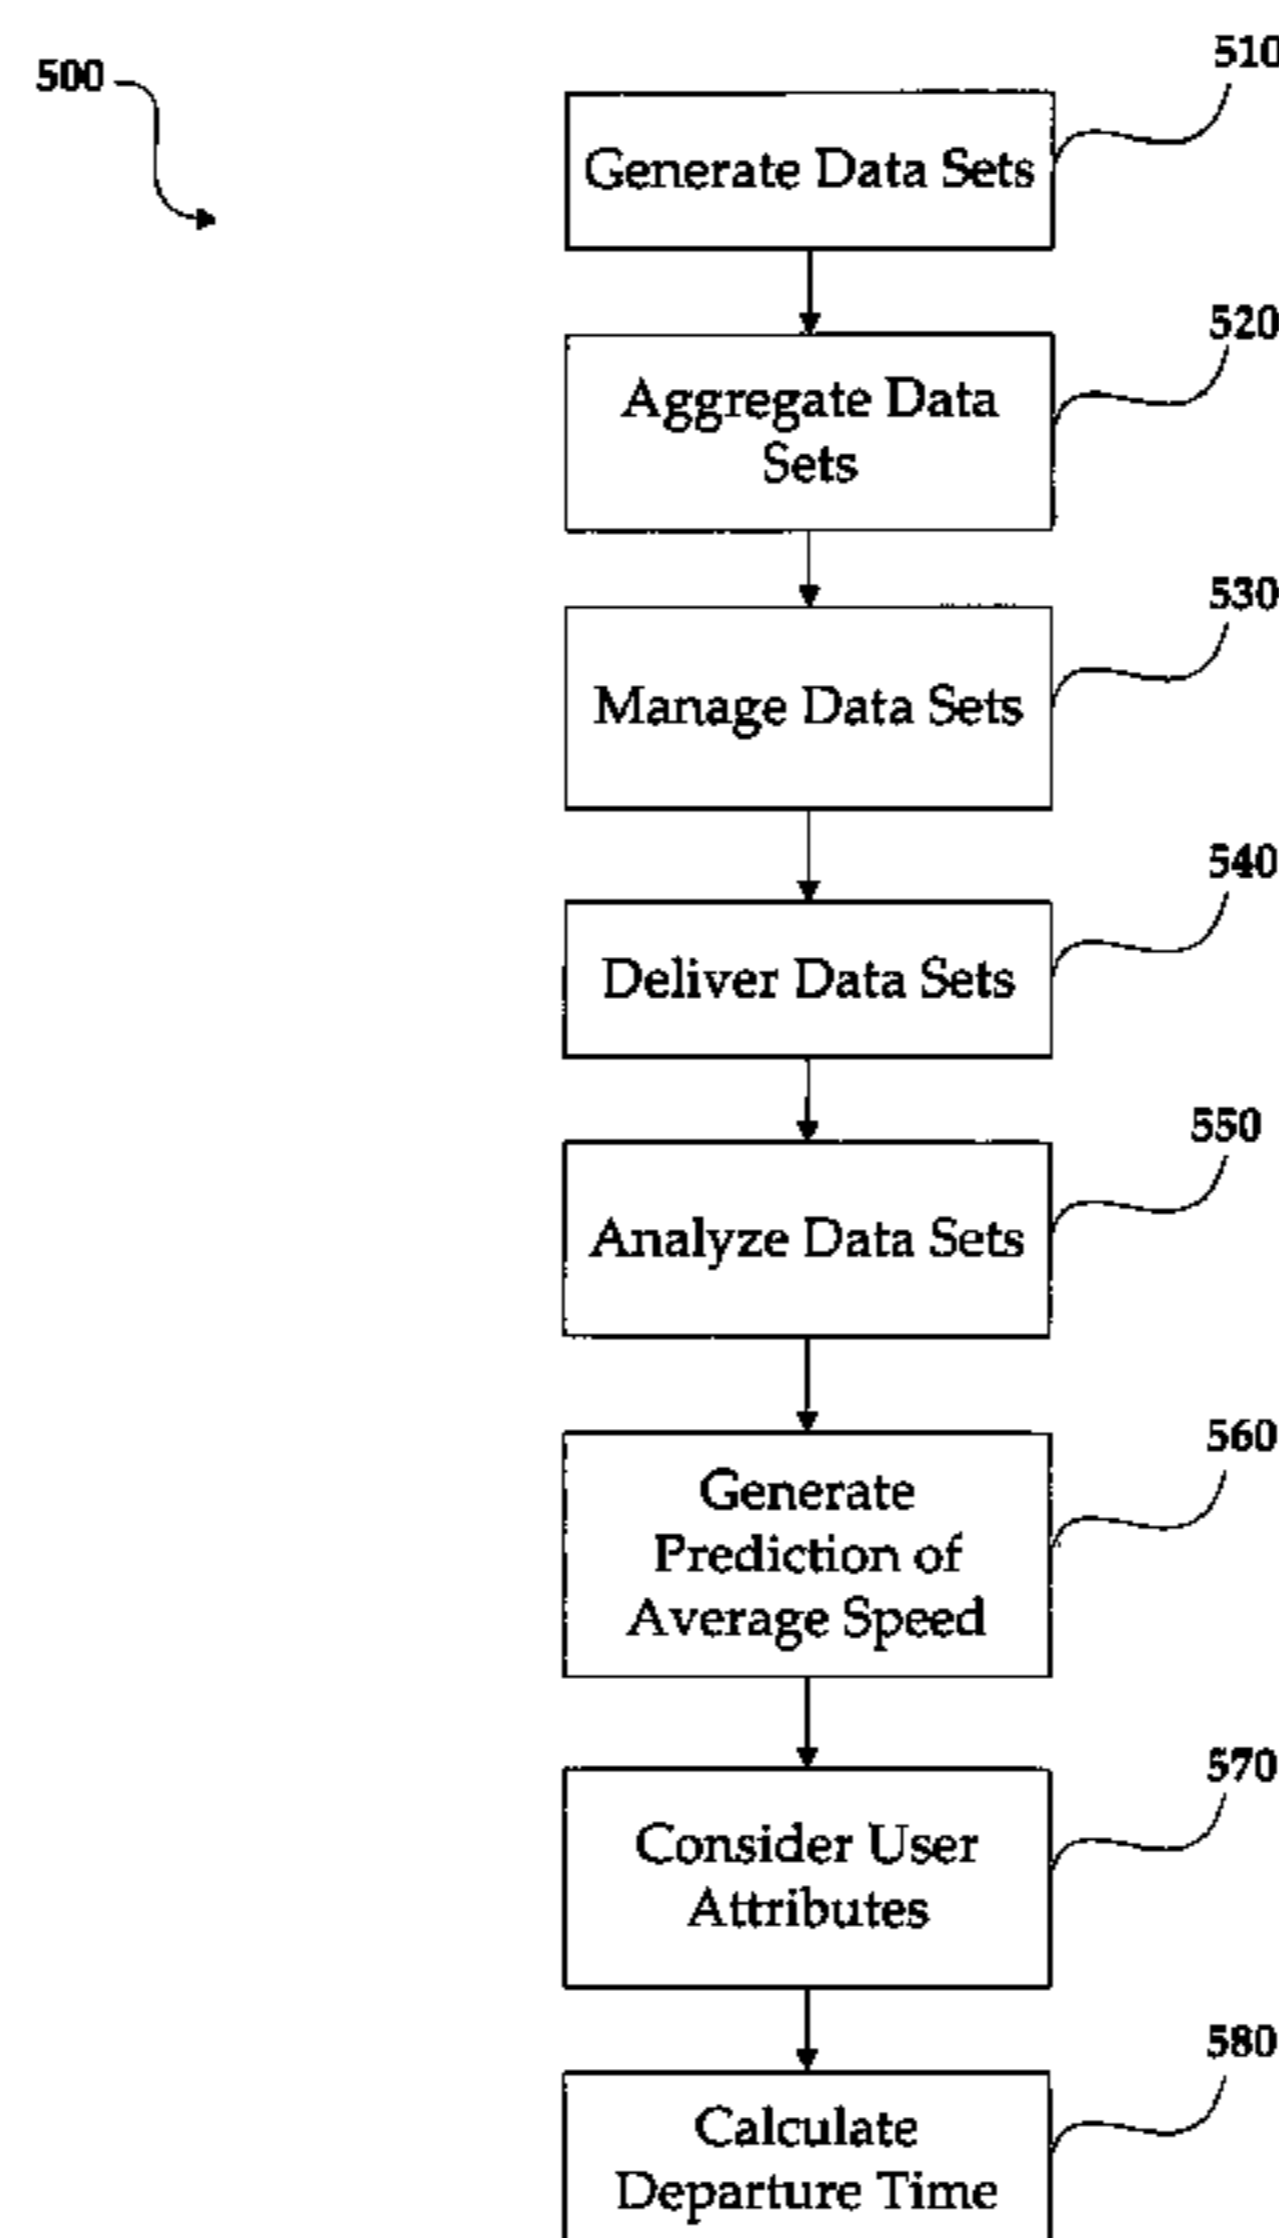 500
510
Generate Data Sets
520
Aggregate Data
Sets
530
Manage Data Sets
540
Deliver Data Sets
550
Analyze Data Sets
560
Generate
Prediction of
Average Speed
570
Consider User
Attributes
580
Calculate
Departure Time